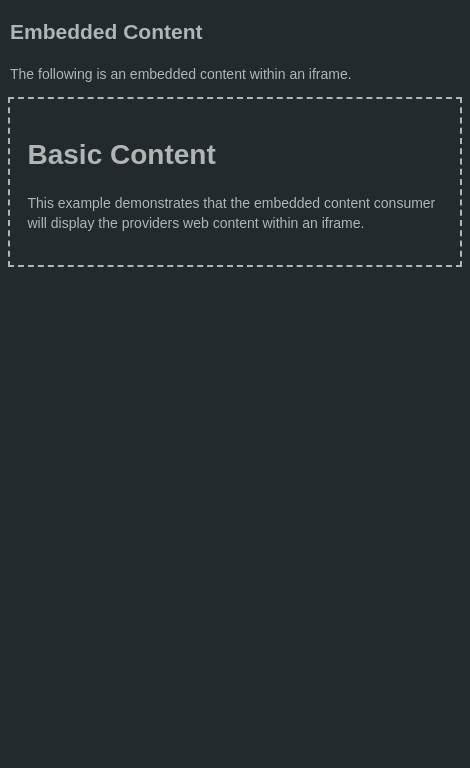 Embedded Content
The following is an embedded content within an iframe.
Basic Content
This example demonstrates that the embedded content consumer
will display the providers web content within an iframe.